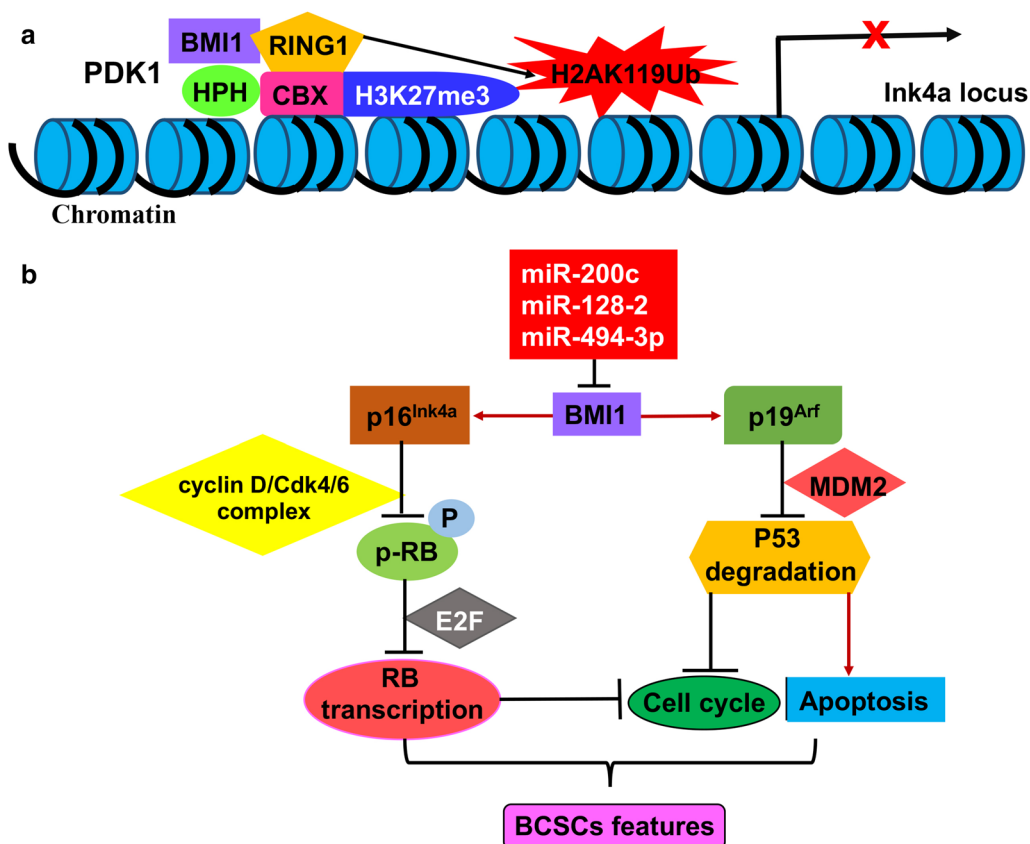 a
BMI1
RING1
PDK1
HPH
CBX
H3K27me3
H2AK119Ub
X
Ink4a locus
Chromatin
b
miR-200c
miR-128-2
miR-494-3p
p16Ink4a
BMI1
p19Arf
cyclin D/Cdk4/6
complex
MDM2
P
p-RB
P53
degradation
E2F
RB
transcription
Cell cycle
Apoptosis
BCSCs features